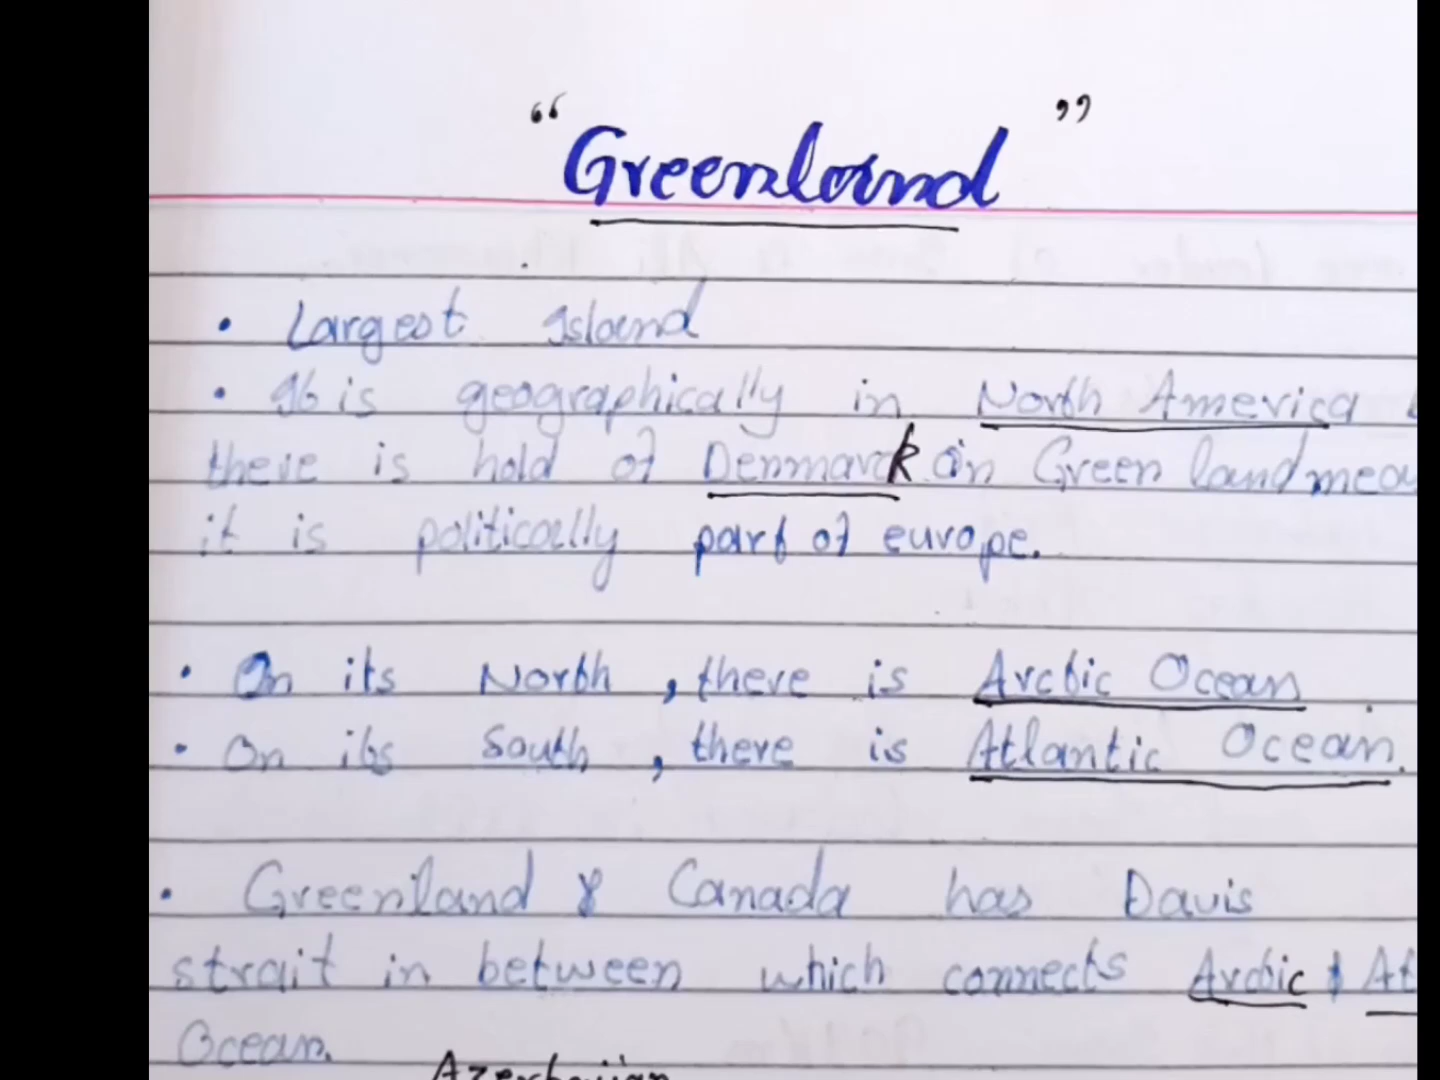 “Greenland”
• Largest Island
• It is geographically in North America
there is hold of Denmark in Green land
it is politically part of europe.
• On its North, there is Arctic Ocean
• On its South, there is Atlantic Ocean.
• Greenland & Canada has Davis
strait in between which connects Arctic &
Ocean.
Azerbaijan